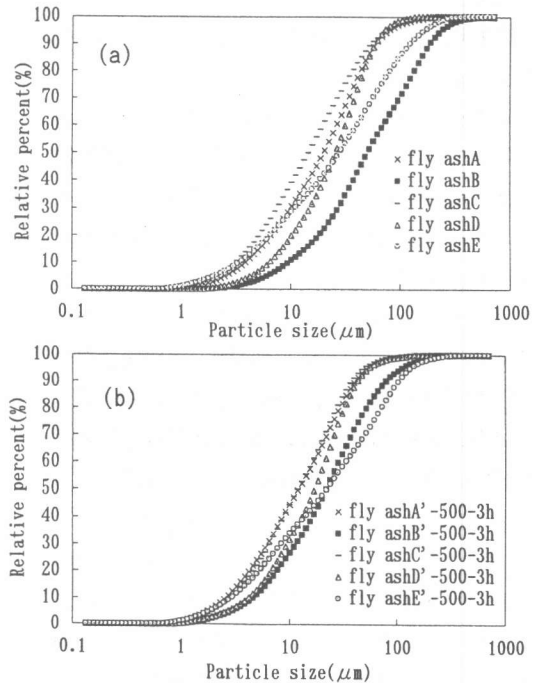 100
90
80
70
60
50
40
30
20
10
0
Relative percent(%)
(a)
× fly ashA
■ fly ashB
− fly ashC
△ fly ashD
○ fly ashE
0.1 1 10 100 1000
Particle size(μm)
100
90
80
70
60
50
40
30
20
10
0
Relative percent(%)
(b)
× fly ashA'-500-3h
■ fly ashB'-500-3h
− fly ashC'-500-3h
△ fly ashD'-500-3h
○ fly ashE'-500-3h
0.1 1 10 100 1000
Particle size(μm)